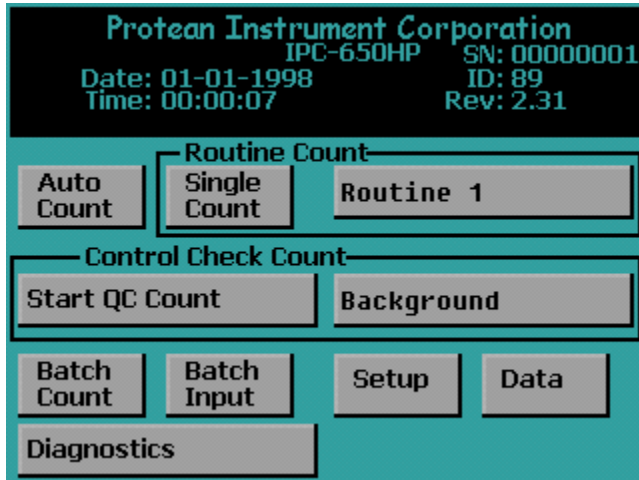 Protean Instrument Corporation
IPC-650HP SN: 00000001
Date: 01-01-1998 ID: 89
Time: 00:00:07 Rev: 2.31
Routine Count
Auto Count
Single Count
Routine 1
Control Check Count
Start QC Count
Background
Batch Count
Batch Input
Setup
Data
Diagnostics